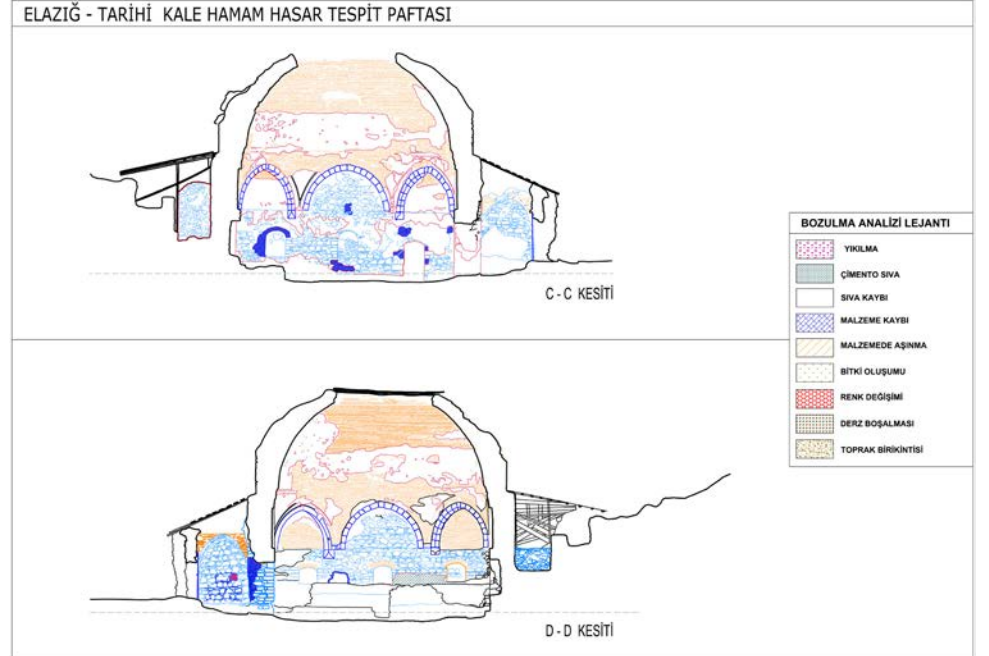 ELAZIĞ - TARİHİ KALE HAMAM HASAR TESPİT PAFTASI
C - C KESİTİ
BOZULMA ANALİZİ LEJANTI
YIKILMA
ÇİMENTO SIVA
SIVA KAYBI
MALZEME KAYBI
MALZEMEDE AŞINMA
BİTKİ OLUŞUMU
RENK DEĞİŞİMİ
DERZ BOŞALMASI
TOPRAK BİRİKİNTİSİ
D - D KESİTİ